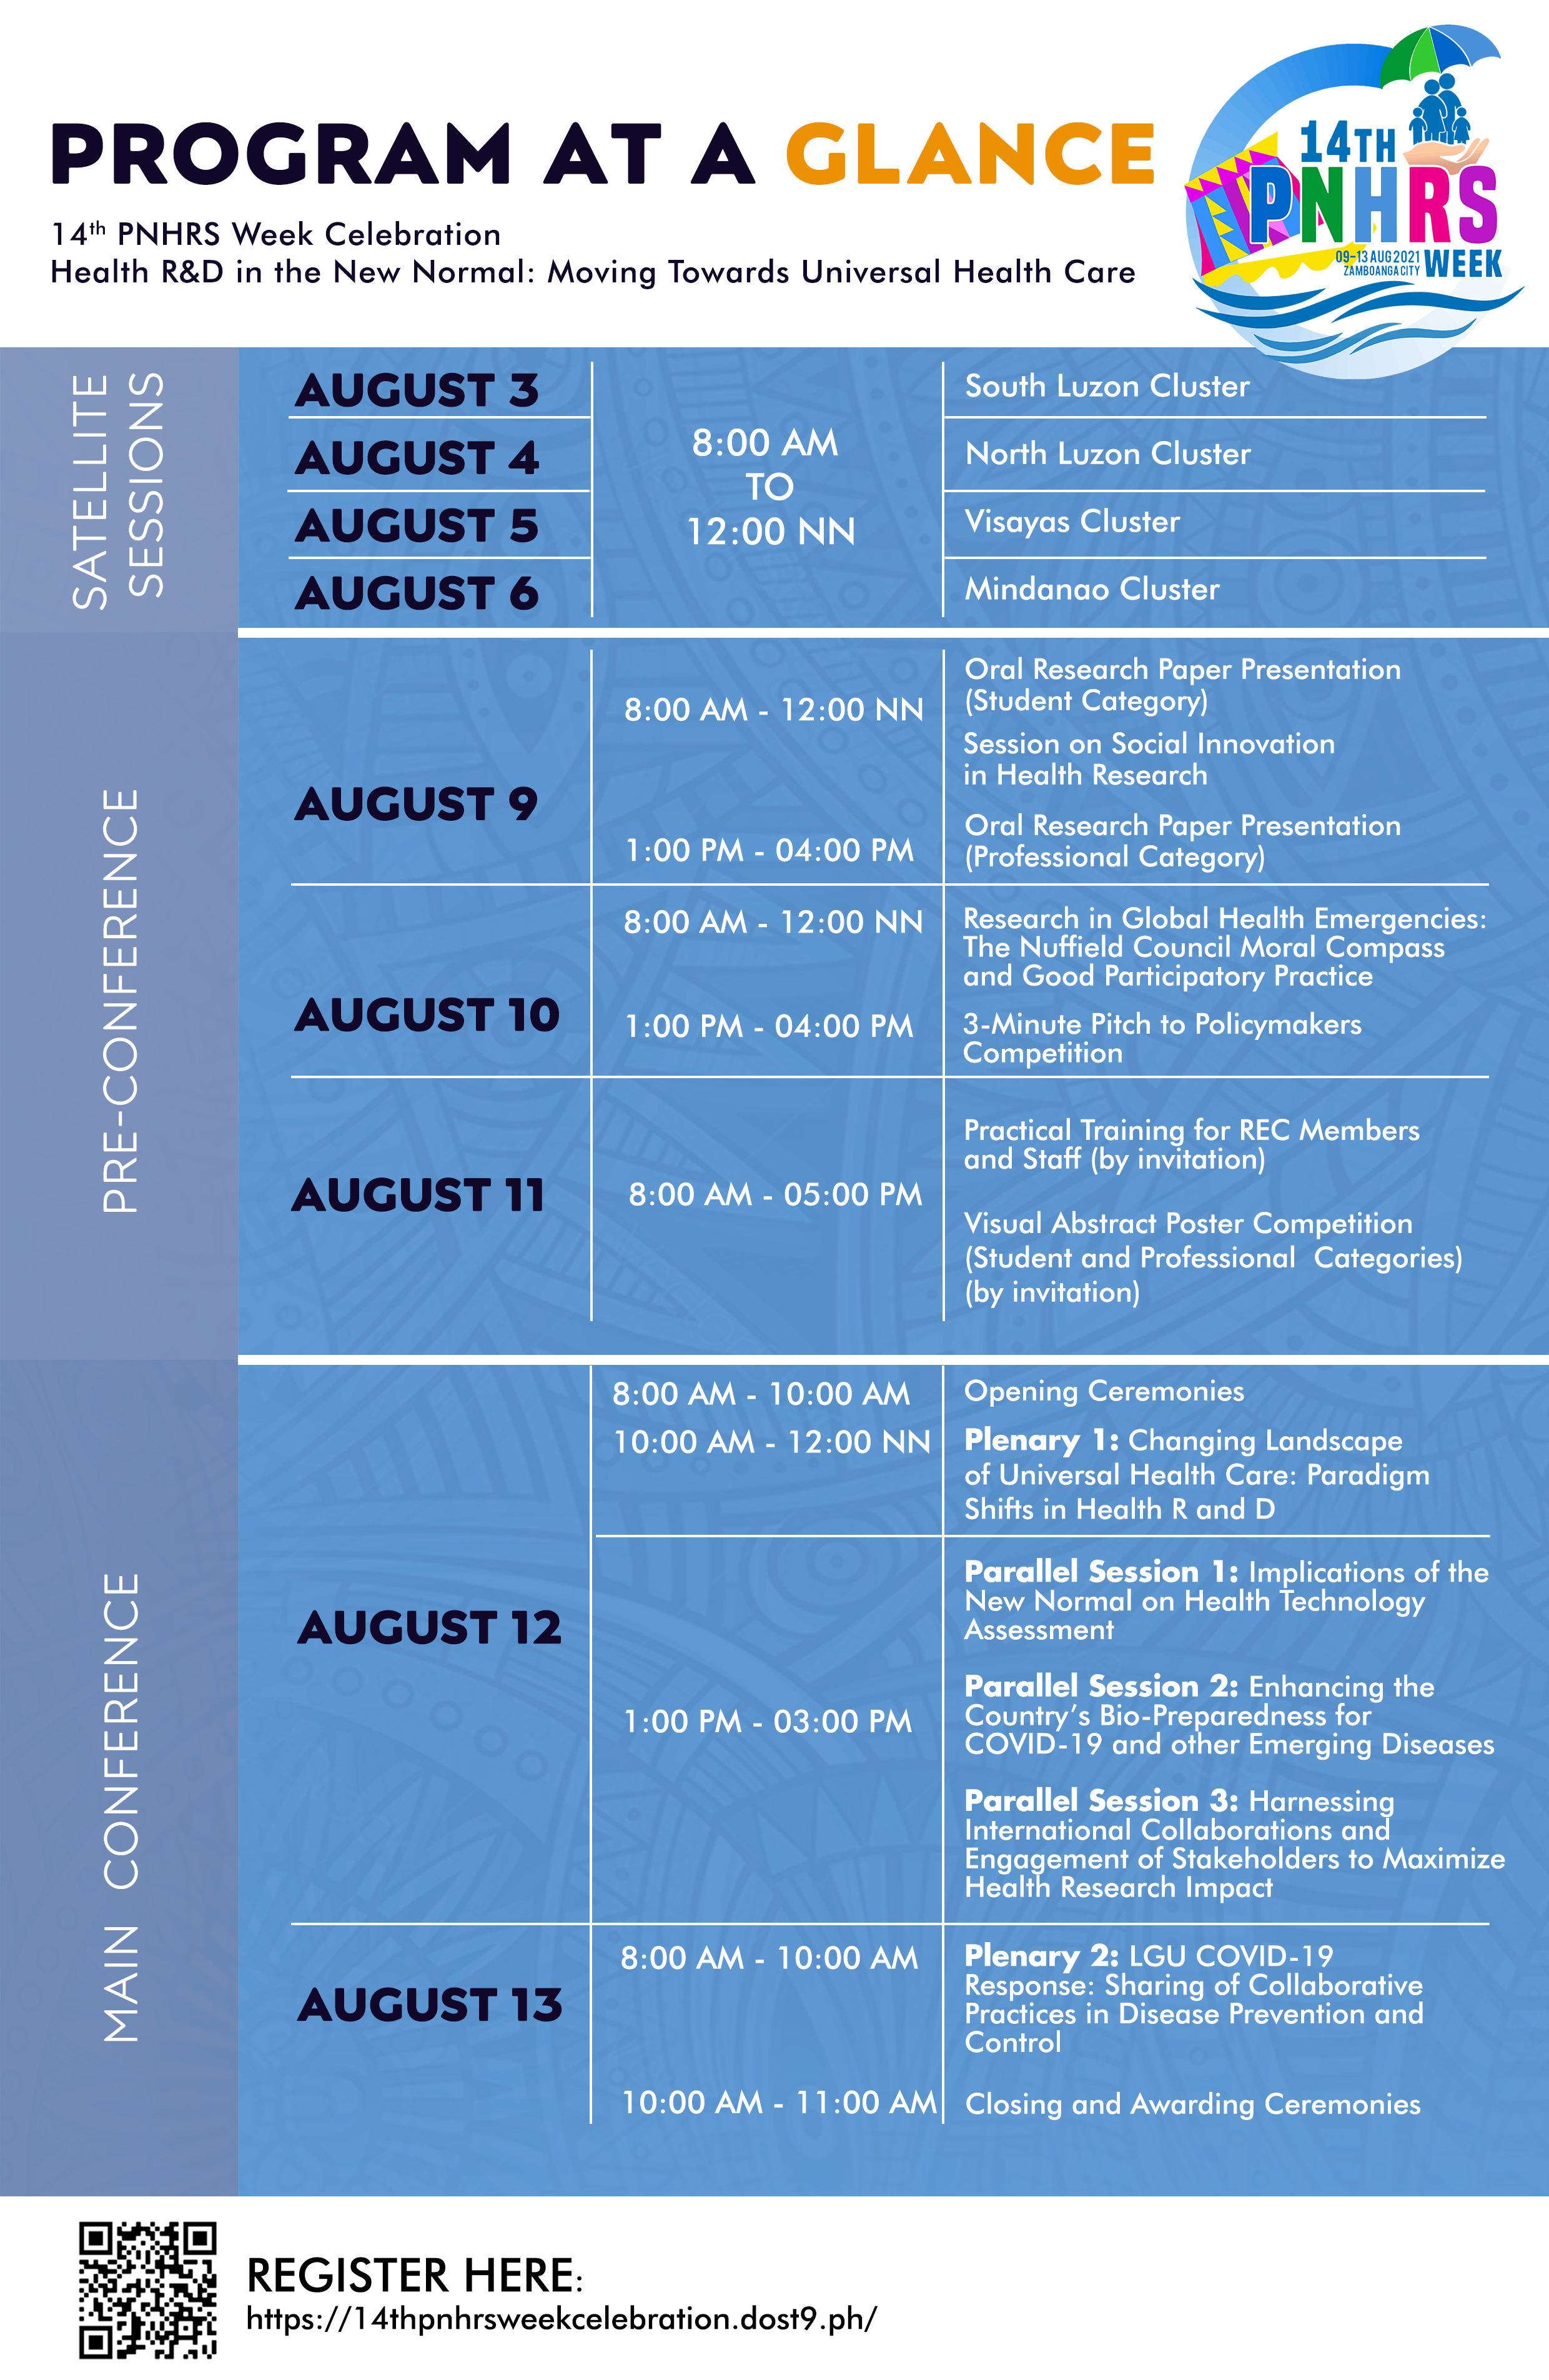 PROGRAM AT A GLANCE
14th PNHRS Week Celebration
Health R&D in the New Normal: Moving Towards Universal Health Care
14TH
PNHRS
09-13 AUG 2021
ZAMBOANGA CITY
WEEK
SATELLITE
SESSIONS
AUGUST 3
South Luzon Cluster
AUGUST 4
North Luzon Cluster
8:00 AM
TO
12:00 NN
AUGUST 5
Visayas Cluster
AUGUST 6
Mindanao Cluster
PRE-CONFERENCE
AUGUST 9
8:00 AM - 12:00 NN
Oral Research Paper Presentation
(Student Category)
Session on Social Innovation
in Health Research
1:00 PM - 04:00 PM
Oral Research Paper Presentation
(Professional Category)
AUGUST 10
8:00 AM - 12:00 NN
Research in Global Health Emergencies:
The Nuffield Council Moral Compass
and Good Participatory Practice
1:00 PM - 04:00 PM
3-Minute Pitch to Policymakers
Competition
AUGUST 11
8:00 AM - 05:00 PM
Practical Training for REC Members
and Staff (by invitation)
Visual Abstract Poster Competition
(Student and Professional  Categories)
(by invitation)
MAIN CONFERENCE
AUGUST 12
8:00 AM - 10:00 AM
Opening Ceremonies
10:00 AM - 12:00 NN
Plenary 1: Changing Landscape
of Universal Health Care: Paradigm
Shifts in Health R and D
1:00 PM - 03:00 PM
Parallel Session 1: Implications of the
New Normal on Health Technology
Assessment
Parallel Session 2: Enhancing the
Country's Bio-Preparedness for
COVID-19 and other Emerging Diseases
Parallel Session 3: Harnessing
International Collaborations and
Engagement of Stakeholders to Maximize
Health Research Impact
AUGUST 13
8:00 AM - 10:00 AM
Plenary 2: LGU COVID-19
Response: Sharing of Collaborative
Practices in Disease Prevention and
Control
10:00 AM - 11:00 AM
Closing and Awarding Ceremonies
REGISTER HERE:
https://14thpnhrsweekcelebration.dost9.ph/